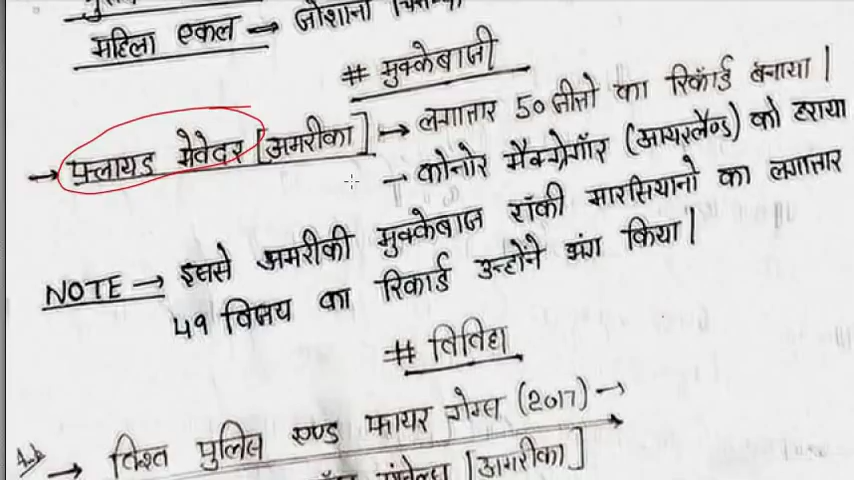 महिला एकल → जोशाना
# मुक्केबाजी
→ फ्लायड मेवेदर [अमरीका] → लगातार 50 जीतो का रिकॉर्ड बनाया|
→ कोनोर मैक्ग्रेगॉर (आयरलैण्ड) को हराया
NOTE → इससे अमरीकी मुक्केबाज रॉकी मारसियानो का लगातार
49 विजय का रिकार्ड उन्होने भंग किया|
# विविध
→ विश्व पुलिस एण्ड फायर गेम्स (2017) →
[अमरीका]